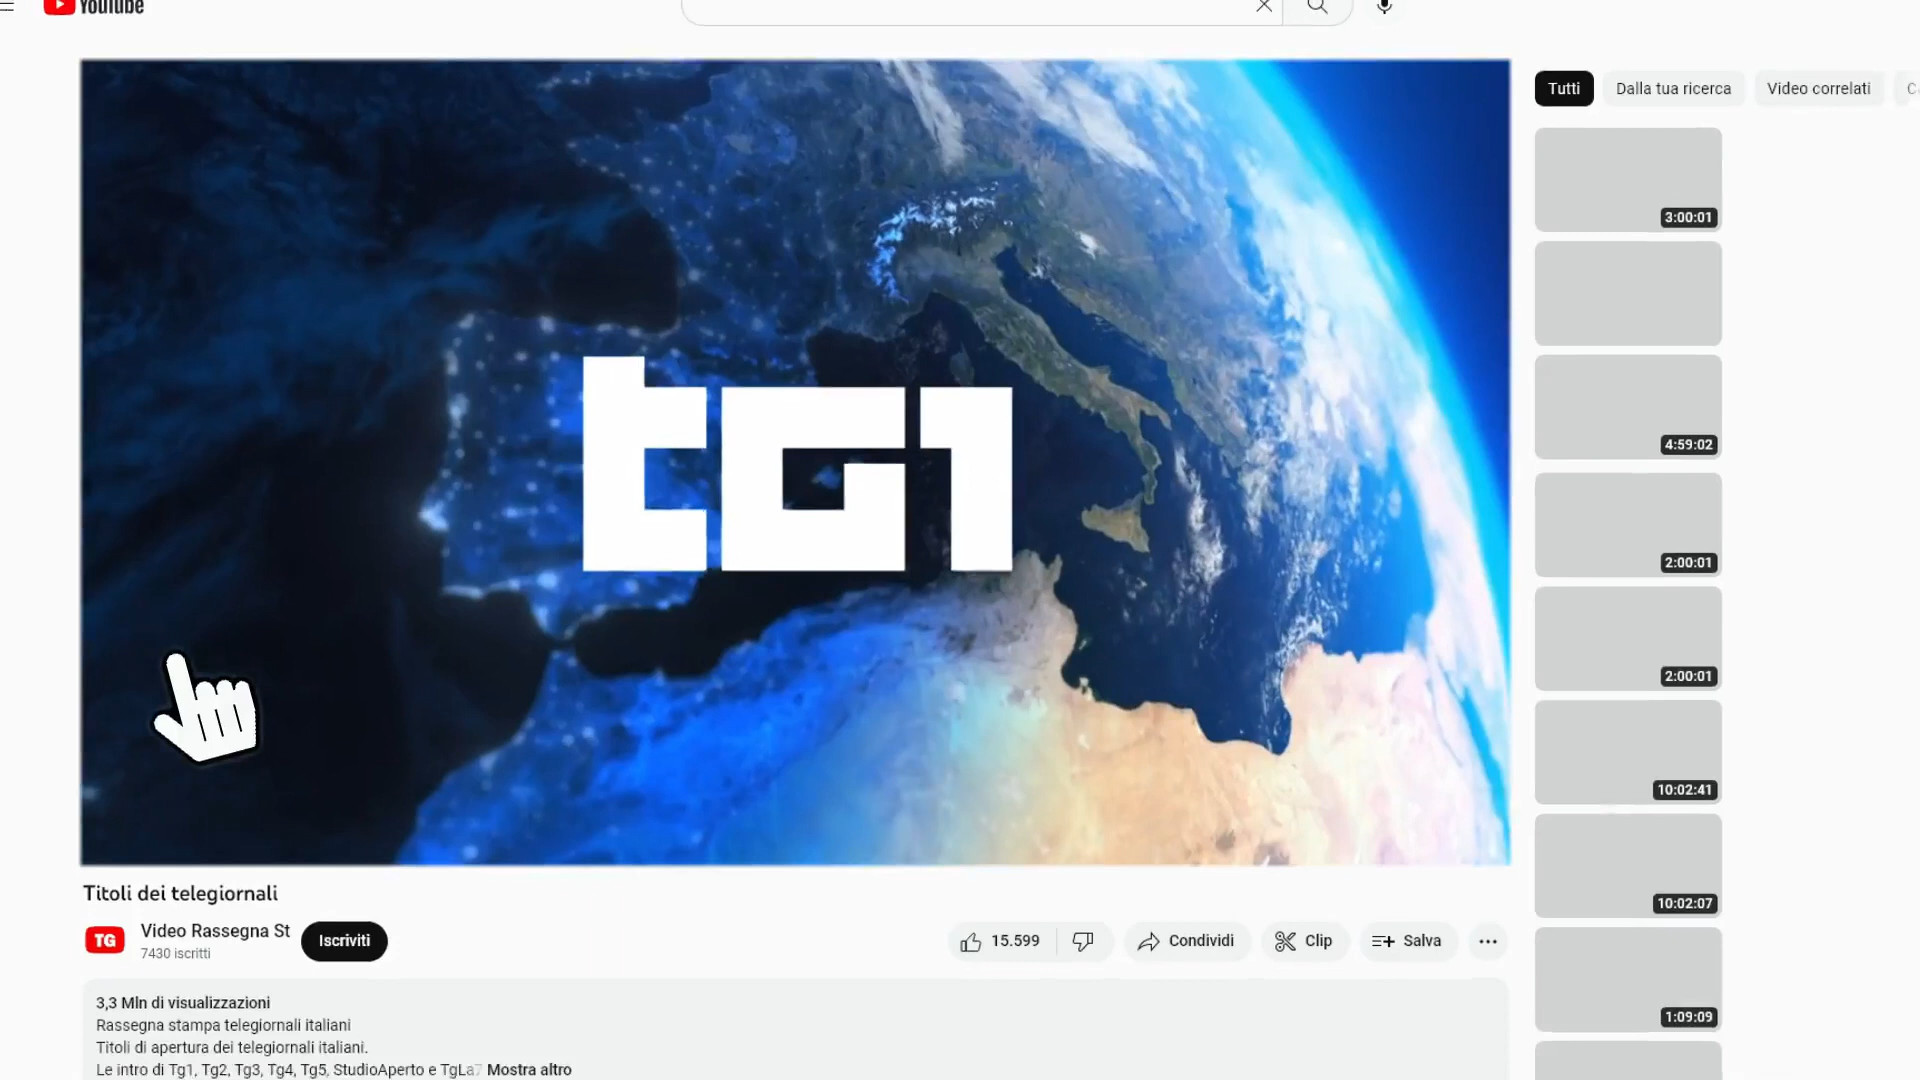 YouTube
Tutti
Dalla tua ricerca
Video correlati
3:00:01
tG1
4:59:02
2:00:01
2:00:01
10:02:41
10:02:07
Titoli dei telegiornali
TG
Video Rassegna St
7430 iscritti
Iscriviti
15.599
Condividi
Clip
Salva
1:09:09
3,3 Mln di visualizzazioni
Rassegna stampa telegiornali italiani
Titoli di apertura dei telegiornali italiani.
Le intro di Tg1, Tg2, Tg3, Tg4, Tg5, StudioAperto e TgLa7 Mostra altro